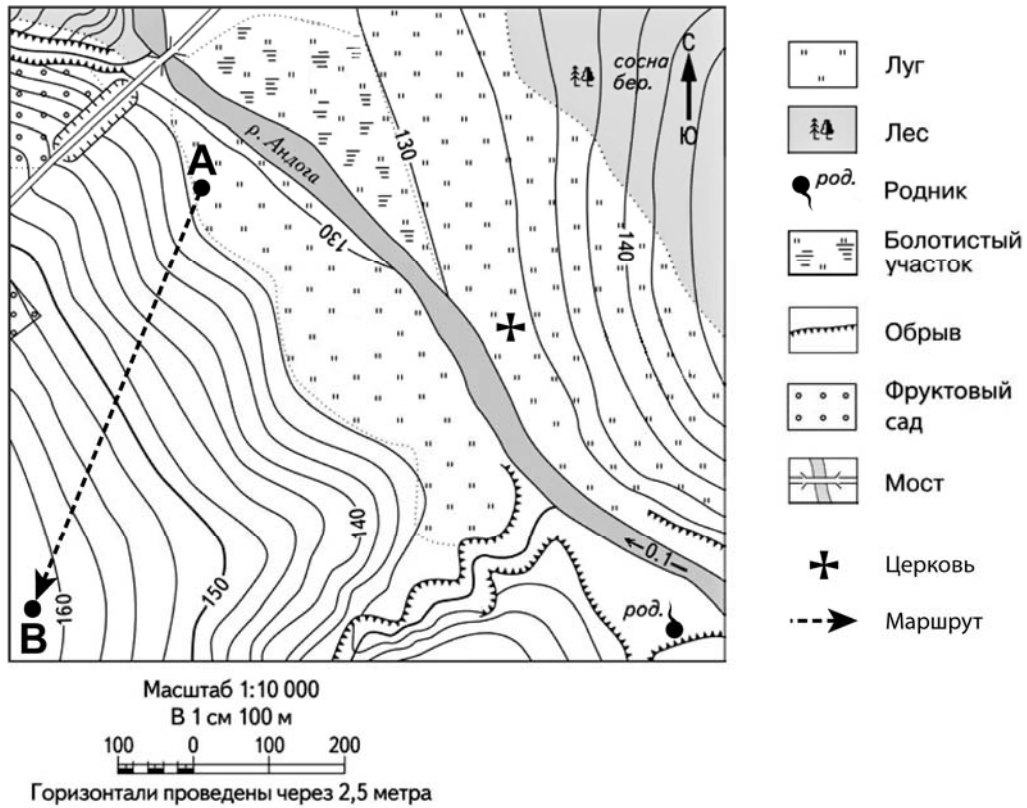 С
сосна
бер.
Ю
А
р. Андога
130
130
140
140
150
160
В
0.1
род.
Луг
Лес
род.
Родник
Болотистый
участок
Обрыв
Фруктовый
сад
Мост
Церковь
Маршрут
Масштаб 1:10 000
В 1 см 100 м
100 0 100 200
Горизонтали проведены через 2,5 метра